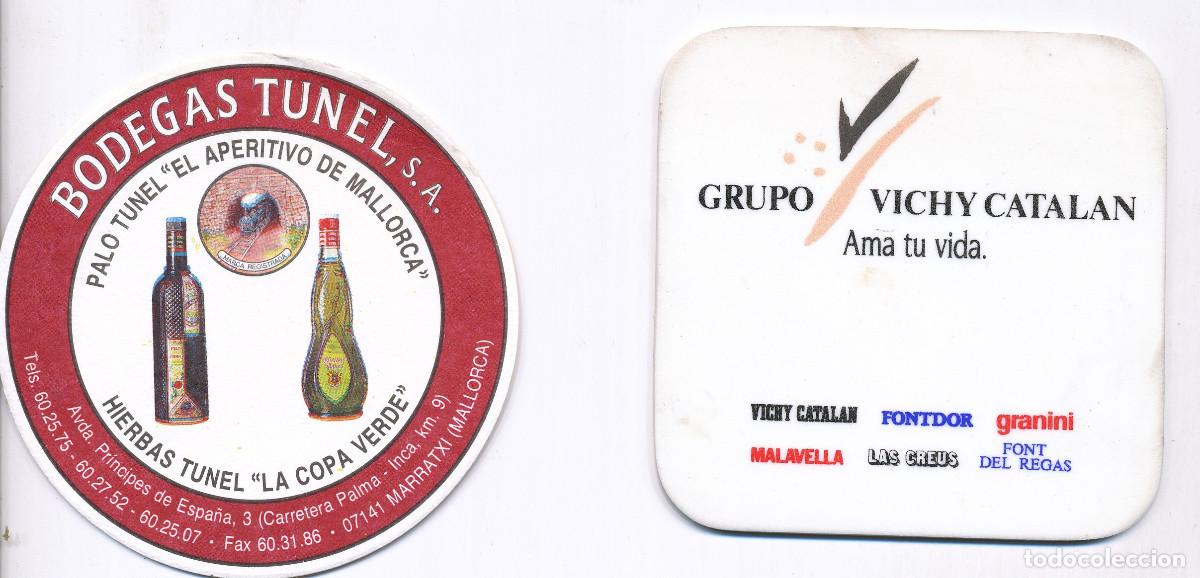 BODEGAS TUNEL, S.A.
PALO TUNEL "EL APERITIVO DE MALLORCA"
MARCA REGISTRADA
HIERBAS TUNEL "LA COPA VERDE"
Avda. Principes de España, 3 (Carretera Palma - Inca, km. 9)
Tels. 60.25.75 - 60.27.52 - 60.25.07 • Fax 60.31.86 • 07141 MARRATXI (MALLORCA)
GRUPO VICHY CATALAN
Ama tu vida.
VICHY CATALAN FONTDOR granini
MALAVELLA LAS CREUS FONT DEL REGAS
todocoleccion